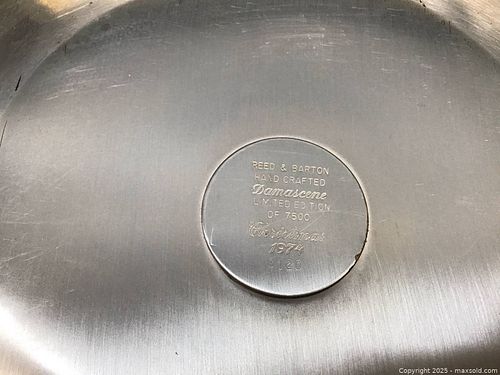 REED & BARTON
HAND CRAFTED
Damascene
LIMITED EDITION
OF 7500
Christmas
1974
Copyright 2025 - maxsold.com